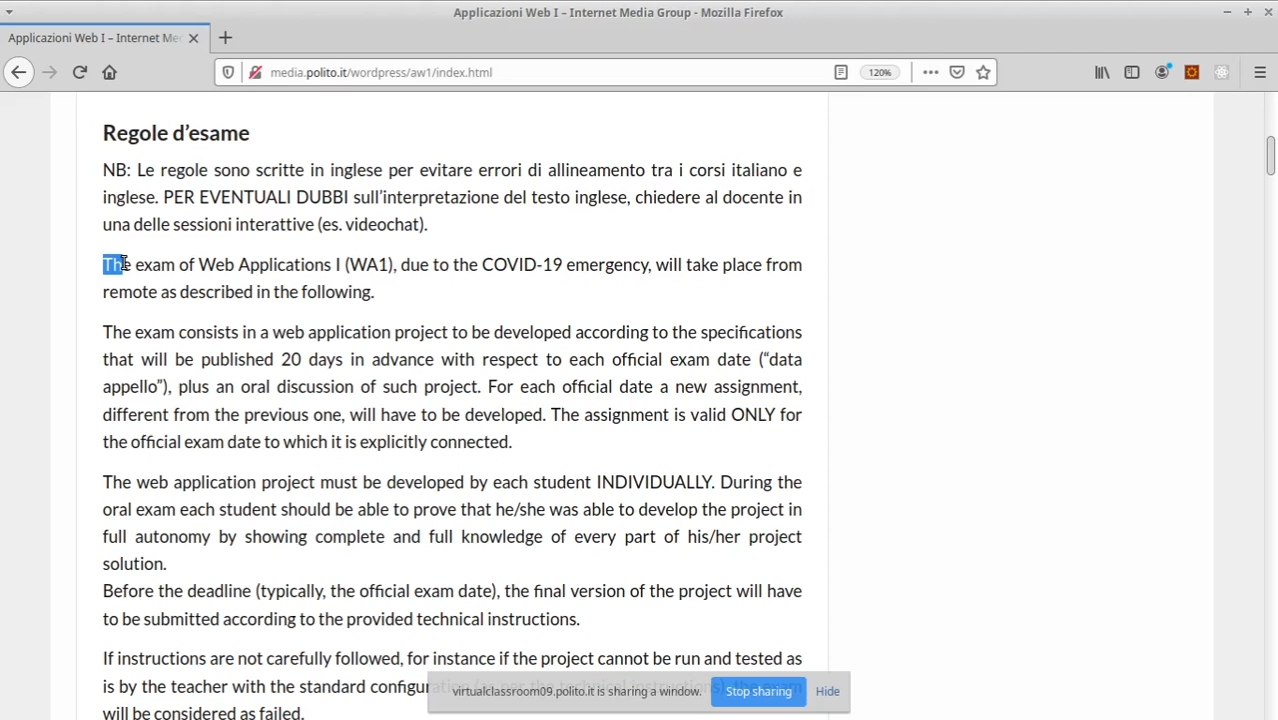 Applicazioni Web I – Internet Media Group - Mozilla Firefox
Applicazioni Web I – Internet Me
media.polito.it/wordpress/aw1/index.html
120%
Regole d’esame
NB: Le regole sono scritte in inglese per evitare errori di allineamento tra i corsi italiano e
inglese. PER EVENTUALI DUBBI sull’interpretazione del testo inglese, chiedere al docente in
una delle sessioni interattive (es. videochat).
The exam of Web Applications I (WA1), due to the COVID-19 emergency, will take place from
remote as described in the following.
The exam consists in a web application project to be developed according to the specifications
that will be published 20 days in advance with respect to each official exam date (“data
appello”), plus an oral discussion of such project. For each official date a new assignment,
different from the previous one, will have to be developed. The assignment is valid ONLY for
the official exam date to which it is explicitly connected.
The web application project must be developed by each student INDIVIDUALLY. During the
oral exam each student should be able to prove that he/she was able to develop the project in
full autonomy by showing complete and full knowledge of every part of his/her project
solution.
Before the deadline (typically, the official exam date), the final version of the project will have
to be submitted according to the provided technical instructions.
If instructions are not carefully followed, for instance if the project cannot be run and tested as
is by the teacher with the standard configuration (as per the technical instructions), the exam
will be considered as failed.
virtualclassroom09.polito.it is sharing a window.
Stop sharing
Hide